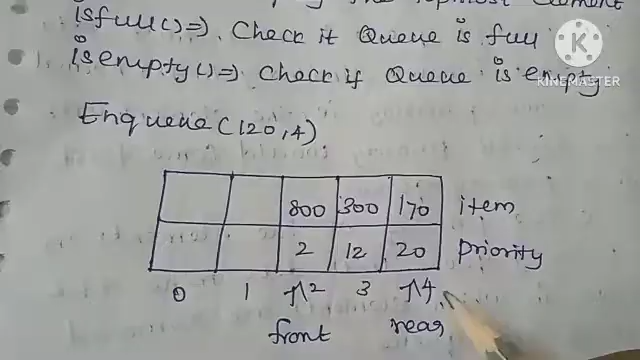 isfull() => Check if Queue is full
isempty() => Check if Queue is empty
KINEMASTER
Enqueue(120,4)
800 300 170 item
2 12 20 priority
0 1 2 3 4
front rear